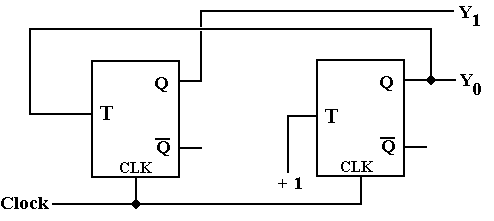 Y1
Q Q Y0
T T
Q̅ Q̅
CLK CLK
+ 1
Clock